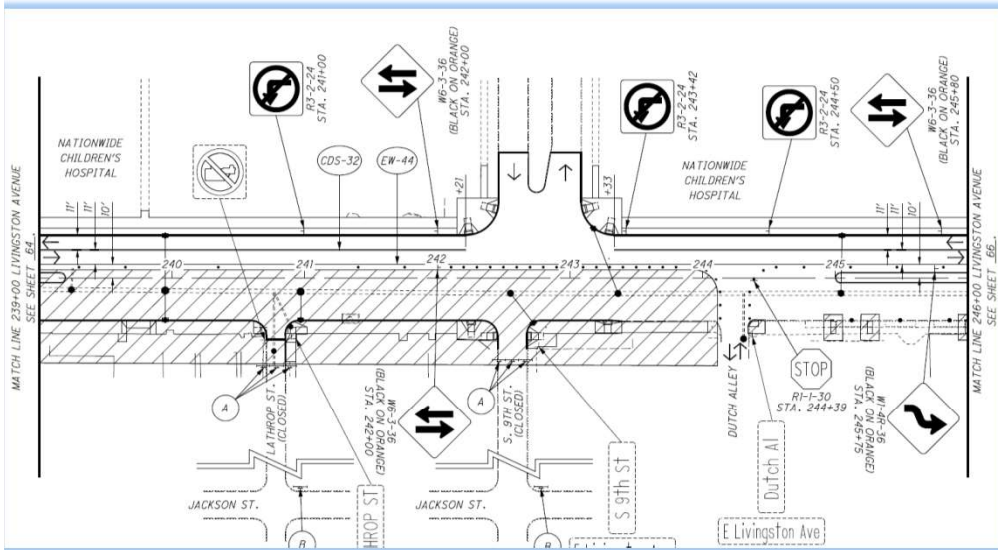 MATCH LINE 239+00 LIVINGSTON AVENUE
SEE SHEET 64.
NATIONWIDE
CHILDREN'S
HOSPITAL
11'
11'
10'
R3-2-24
STA. 241+00
W6-3-36
(BLACK ON ORANGE)
STA. 242+00
CDS-32
EW-44
+21
+33
R3-2-24
STA. 243+42
NATIONWIDE
CHILDREN'S
HOSPITAL
R3-2-24
STA. 244+50
W6-3-36
(BLACK ON ORANGE)
STA. 245+80
11'
11'
10'
MATCH LINE 246+00 LIVINGSTON AVENUE
SEE SHEET 66.
240
241
242
243
244
245
A
LATHROP ST.
(CLOSED)
W6-3-36
(BLACK ON ORANGE)
STA. 242+00
A
S. 9TH ST.
(CLOSED)
DUTCH ALLEY
STOP
R1-1-30
STA. 244+39
W1-4R-36
(BLACK ON ORANGE)
STA. 245+75
JACKSON ST.
B
HROP ST
JACKSON ST.
B
S 9th St
Dutch Al
E Livingston Ave